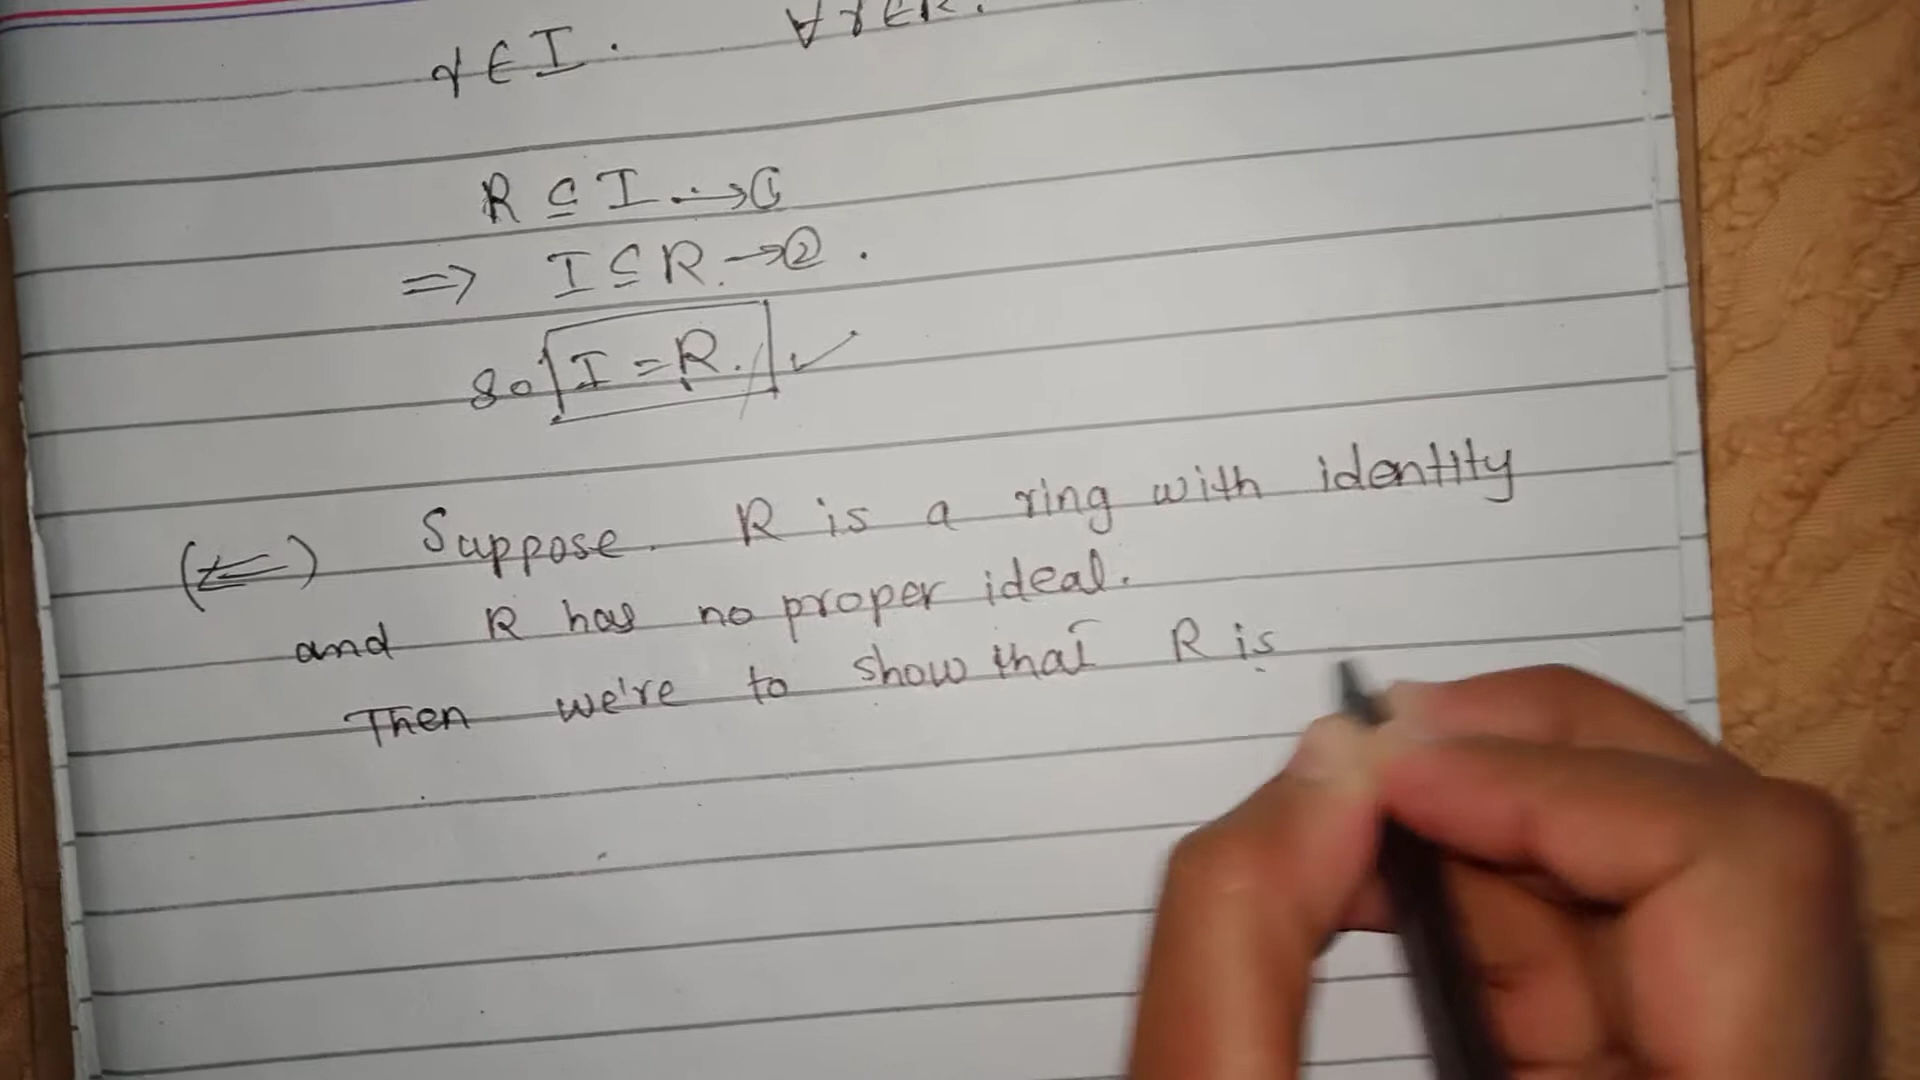 r ∈ I. ∀ r ∈ R.
R ⊆ I → ①
⇒ I ⊆ R. → ②.
So I = R. ✓
(⇐) Suppose. R is a ring with identity
and R has no proper ideal.
Then we're to show that R is